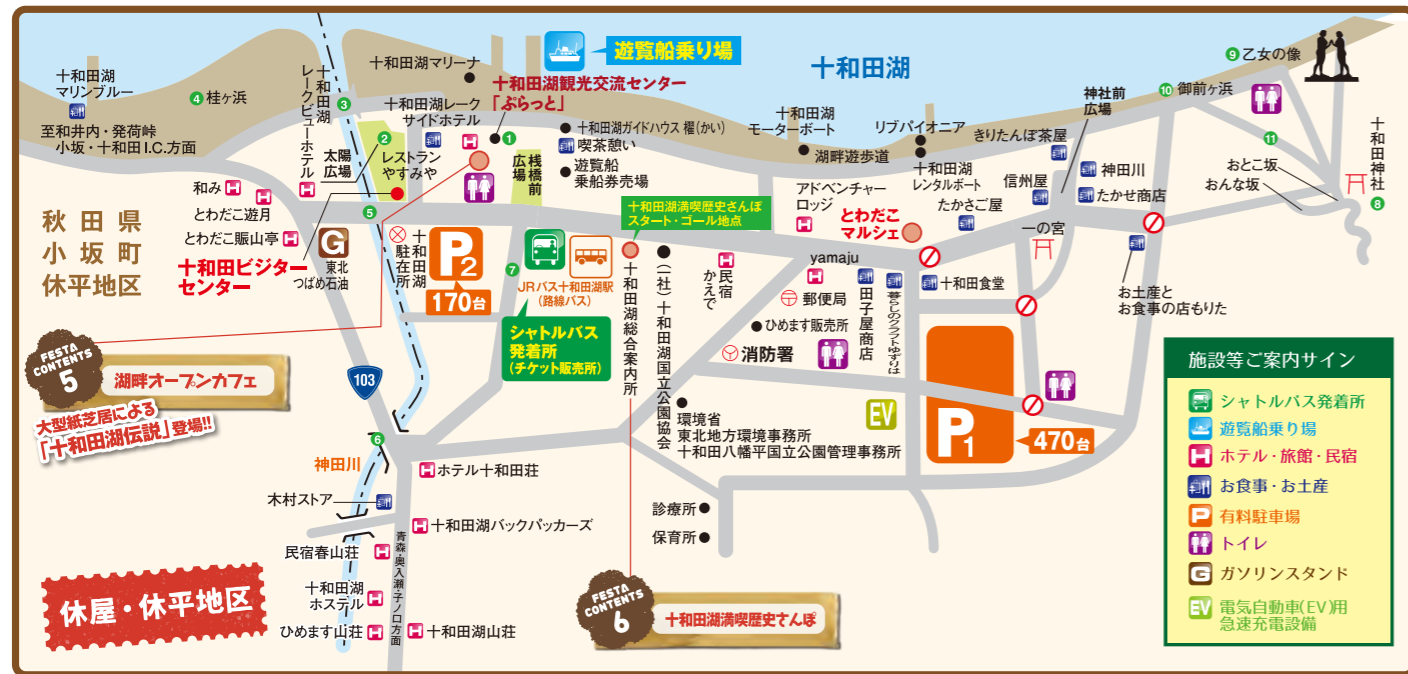 遊覧船乗り場
十和田湖
十和田湖
マリンブルー
至和井内・発荷峠
小坂・十和田I.C.方面
4 桂ヶ浜
十和田湖
レークビューホテル
3
十和田湖マリーナ
十和田湖観光交流センター
「ぷらっと」
十和田湖レーク
サイドホテル
2
太陽
広場
レストラン
やすみや
1
桟橋前
広場
十和田湖ガイドハウス 櫂(かい)
喫茶憩い
遊覧船
乗船券売場
十和田湖
モーターボート
湖畔遊歩道
リブパイオニア
十和田湖
レンタルボート
きりたんぽ茶屋
神社前
広場
10 御前ヶ浜
9 乙女の像
11
十和田神社
8
おとこ坂
おんな坂
神田川
たかせ商店
信州屋
たかさご屋
一の宮
お土産と
お食事の店もりた
アドベンチャー
ロッジ
とわだこ
マルシェ
十和田湖満喫歴史さんぽ
スタート・ゴール地点
和み
とわだこ遊月
とわだこ賑山亭
秋田県
小坂町
休平地区
十和田ビジター
センター
G
東北
つばめ石油
5
十和田湖
駐在所
P2
170台
7
JRバス十和田湖駅
(路線バス)
シャトルバス
発着所
(チケット販売所)
十和田湖総合案内所
(一社)十和田湖国立公園協会
民宿
かえで
yamaju
郵便局
ひめます販売所
消防署
田子屋商店
暮らしのクラフトゆずりは
十和田食堂
P1
470台
EV
環境省
東北地方環境事務所
十和田八幡平国立公園管理事務所
診療所
保育所
FESTA
CONTENTS
5
湖畔オープンカフェ
大型紙芝居による
「十和田湖伝説」登場!!
103
6
神田川
ホテル十和田荘
木村ストア
十和田湖バックパッカーズ
民宿春山荘
十和田湖
ホステル
ひめます山荘
十和田湖山荘
青森・奥入瀬・子ノ口方面
休屋・休平地区
FESTA
CONTENTS
6
十和田湖満喫歴史さんぽ
施設等ご案内サイン
シャトルバス発着所
遊覧船乗り場
H ホテル・旅館・民宿
お食事・お土産
P 有料駐車場
トイレ
G ガソリンスタンド
EV 電気自動車(EV)用
急速充電設備